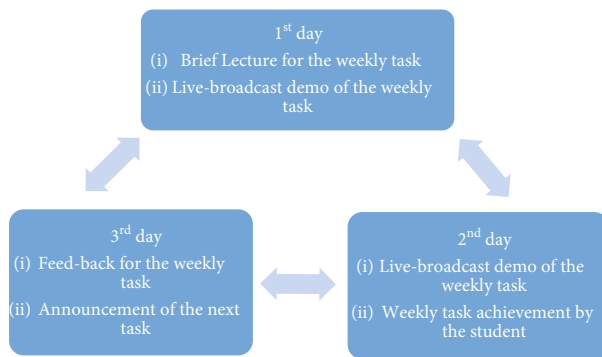 1st day
(i) Brief Lecture for the weekly task
(ii) Live-broadcast demo of the weekly
task
3rd day
(i) Feed-back for the weekly
task
(ii) Announcement of the next
task
2nd day
(i) Live-broadcast demo of the
weekly task
(ii) Weekly task achievement by
the student